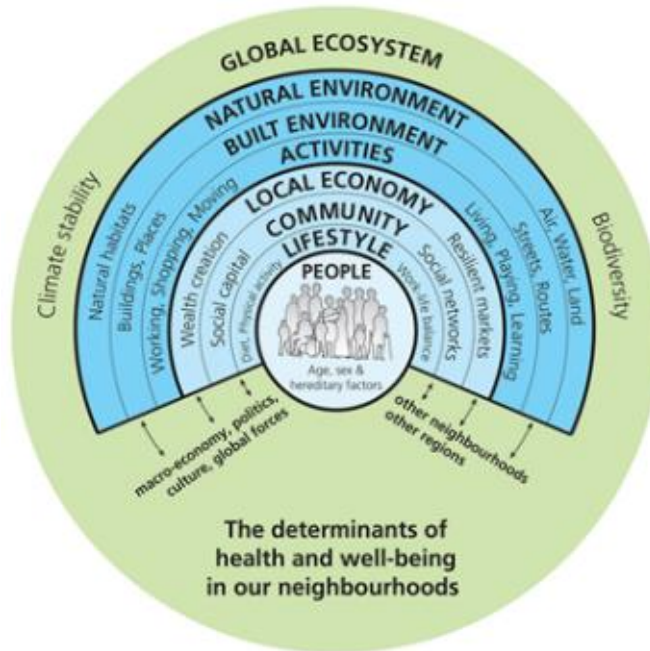 GLOBAL ECOSYSTEM
NATURAL ENVIRONMENT
BUILT ENVIRONMENT
ACTIVITIES
LOCAL ECONOMY
COMMUNITY
LIFESTYLE
PEOPLE
Age, sex &
hereditary factors
Climate stability
Natural habitats
Buildings, Places
Working, Shopping, Moving
Wealth creation
Social capital
Diet, Physical activity
Work-life balance
Social networks
Resilient markets
Living, Playing, Learning
Streets, Routes
Air, Water, Land
Biodiversity
macro-economy, politics,
culture, global forces
other neighbourhoods
other regions
The determinants of
health and well-being
in our neighbourhoods